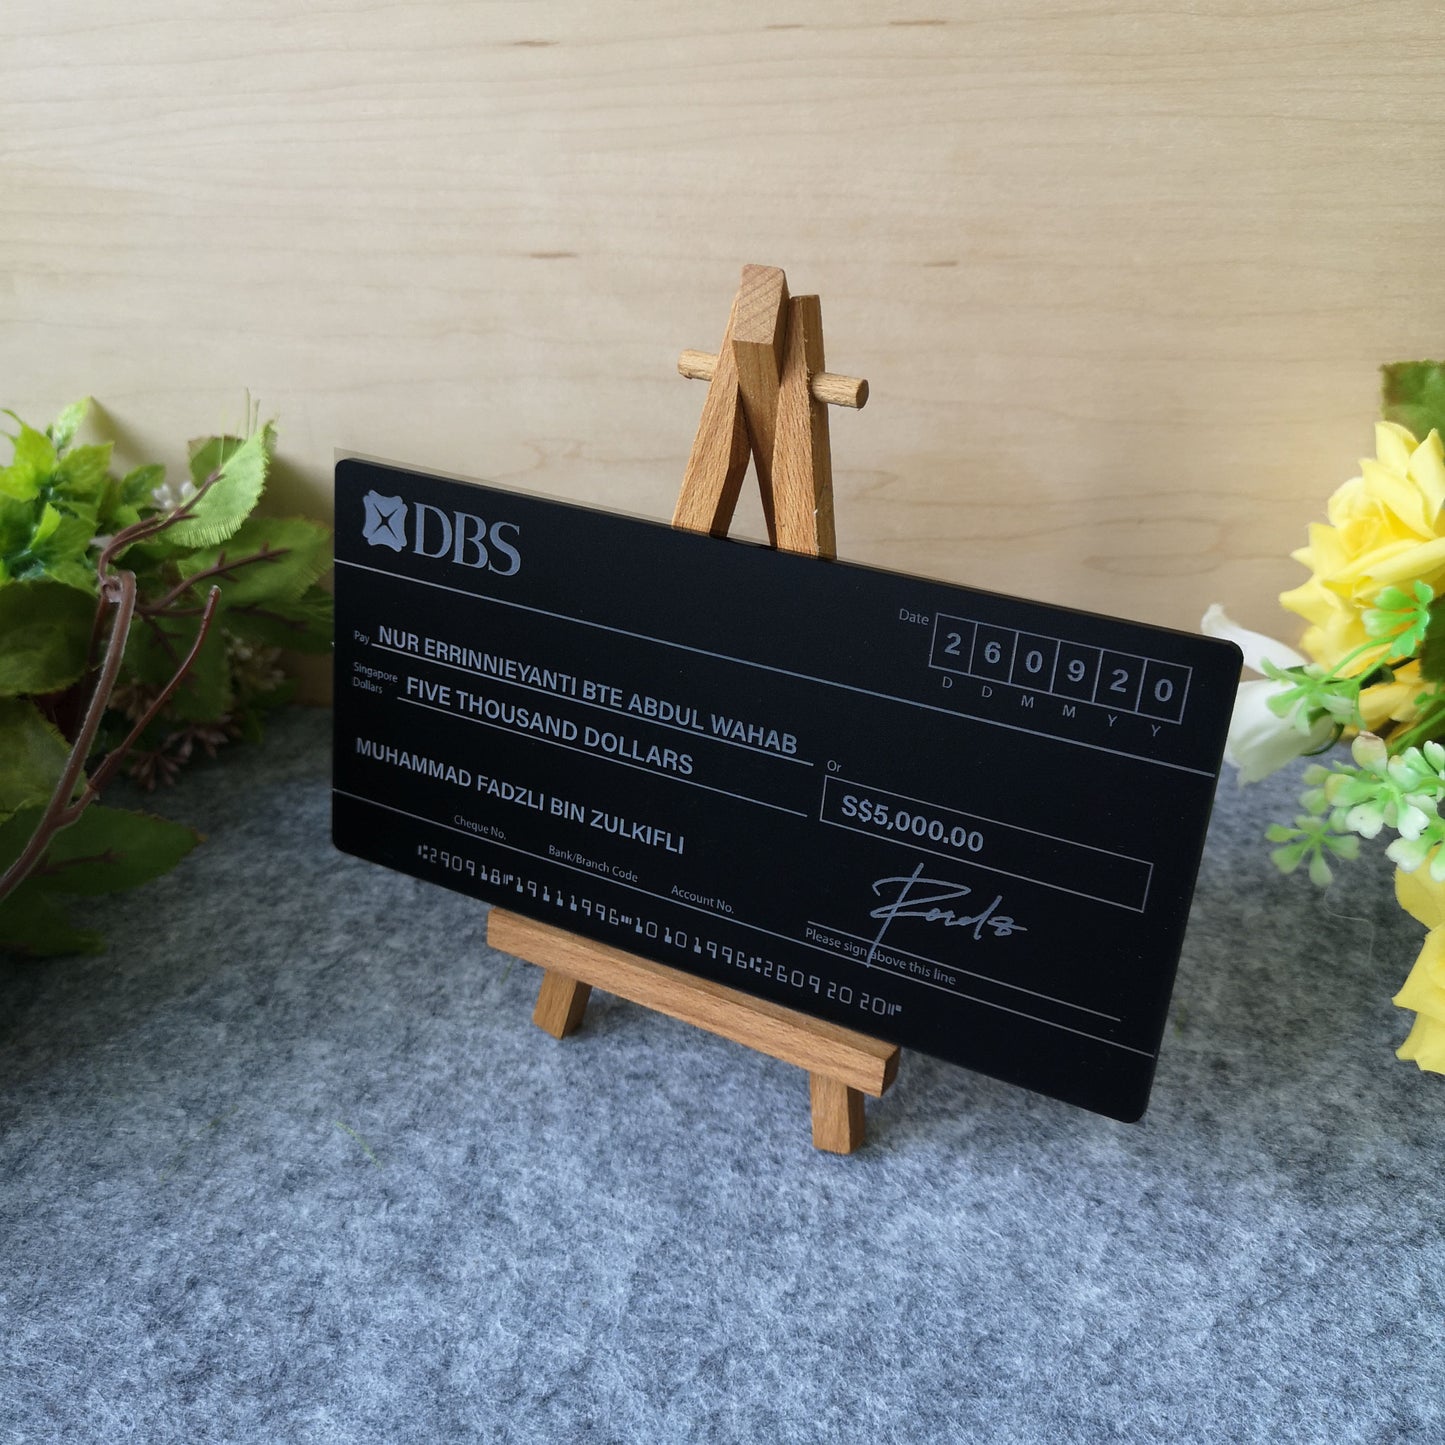 DBS
Date 2 6 0 9 2 0
D D M M Y Y
Pay NUR ERRINNIEYANTI BTE ABDUL WAHAB Or
Singapore
Dollars FIVE THOUSAND DOLLARS
S$5,000.00
MUHAMMAD FADZLI BIN ZULKIFLI
Cheque No. Bank/Branch Code Account No.
Please sign above this line
⑆290918⑈19111996⑉10101996⑆26092020⑈